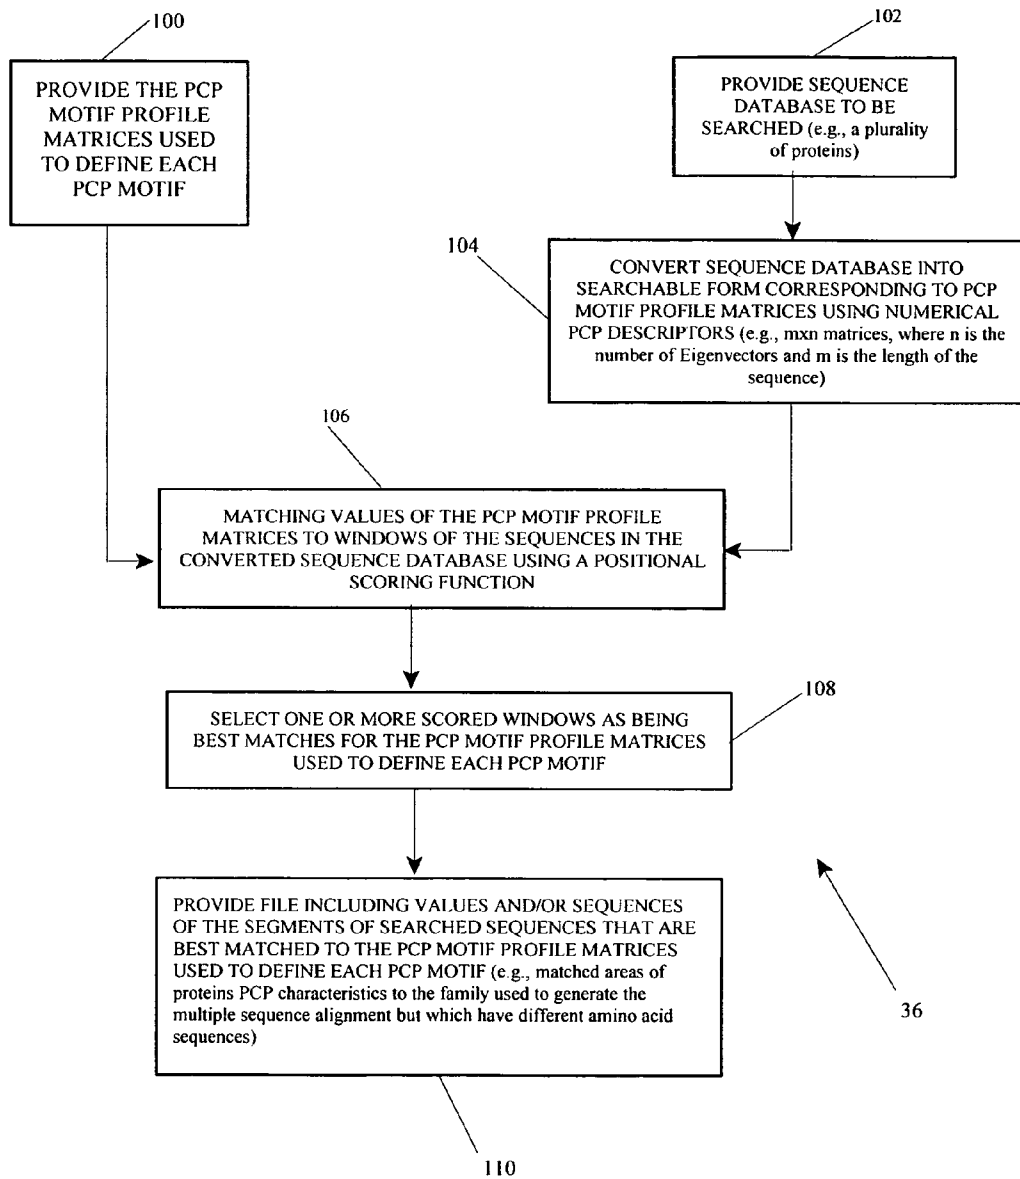 100
PROVIDE THE PCP
MOTIF PROFILE
MATRICES USED
TO DEFINE EACH
PCP MOTIF
102
PROVIDE SEQUENCE
DATABASE TO BE
SEARCHED (e.g., a plurality
of proteins)
104
CONVERT SEQUENCE DATABASE INTO
SEARCHABLE FORM CORRESPONDING TO PCP
MOTIF PROFILE MATRICES USING NUMERICAL
PCP DESCRIPTORS (e.g., mxn matrices, where n is the
number of Eigenvectors and m is the length of the
sequence)
106
MATCHING VALUES OF THE PCP MOTIF PROFILE
MATRICES TO WINDOWS OF THE SEQUENCES IN THE
CONVERTED SEQUENCE DATABASE USING A POSITIONAL
SCORING FUNCTION
108
SELECT ONE OR MORE SCORED WINDOWS AS BEING
BEST MATCHES FOR THE PCP MOTIF PROFILE MATRICES
USED TO DEFINE EACH PCP MOTIF
PROVIDE FILE INCLUDING VALUES AND/OR SEQUENCES
OF THE SEGMENTS OF SEARCHED SEQUENCES THAT ARE
BEST MATCHED TO THE PCP MOTIF PROFILE MATRICES
USED TO DEFINE EACH PCP MOTIF (e.g., matched areas of
proteins PCP characteristics to the family used to generate the
multiple sequence alignment but which have different amino acid
sequences)
36
110